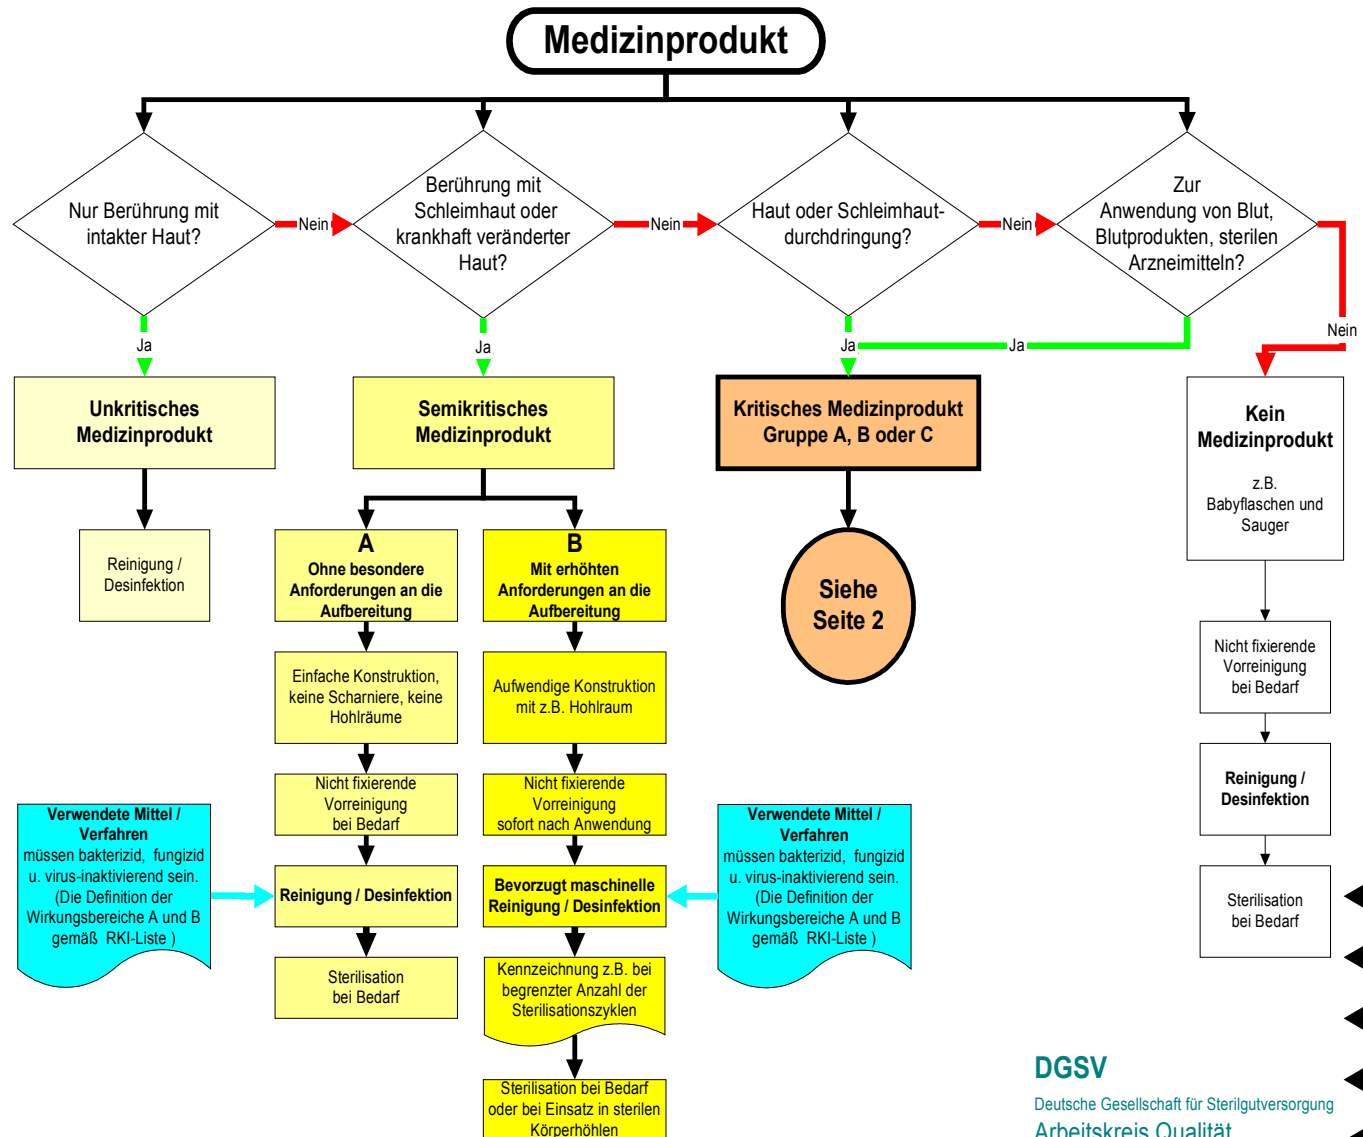 Medizinprodukt
Nur Berührung mit
intakter Haut?
Nein
Berührung mit
Schleimhaut oder
krankhaft veränderter
Haut?
Nein
Haut oder Schleimhaut-
durchdringung?
Nein
Zur
Anwendung von Blut,
Blutprodukten, sterilen
Arzneimitteln?
Nein
Ja
Ja
Ja
Ja
Unkritisches
Medizinprodukt
Semikritisches
Medizinprodukt
Kritisches Medizinprodukt
Gruppe A, B oder C
Kein
Medizinprodukt
z.B.
Babyflaschen und
Sauger
Reinigung /
Desinfektion
A
Ohne besondere
Anforderungen an die
Aufbereitung
B
Mit erhöhten
Anforderungen an die
Aufbereitung
Siehe
Seite 2
Einfache Konstruktion,
keine Scharniere, keine
Hohlräume
Aufwendige Konstruktion
mit z.B. Hohlraum
Nicht fixierende
Vorreinigung
bei Bedarf
Nicht fixierende
Vorreinigung
bei Bedarf
Nicht fixierende
Vorreinigung
sofort nach Anwendung
Reinigung /
Desinfektion
Verwendete Mittel /
Verfahren
müssen bakterizid, fungizid
u. virus-inaktivierend sein.
(Die Definition der
Wirkungsbereiche A und B
gemäß RKI-Liste )
Reinigung / Desinfektion
Bevorzugt maschinelle
Reinigung / Desinfektion
Verwendete Mittel /
Verfahren
müssen bakterizid, fungizid
u. virus-inaktivierend sein.
(Die Definition der
Wirkungsbereiche A und B
gemäß RKI-Liste )
Sterilisation
bei Bedarf
Sterilisation
bei Bedarf
Kennzeichnung z.B. bei
begrenzter Anzahl der
Sterilisationszyklen
Sterilisation bei Bedarf
oder bei Einsatz in sterilen
Körperhöhlen
DGSV
Deutsche Gesellschaft für Sterilgutversorgung
Arbeitskreis Qualität